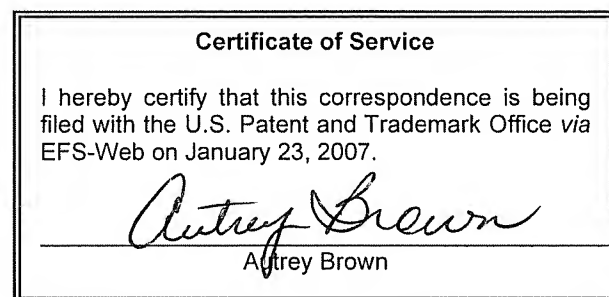 Certificate of Service
I hereby certify that this correspondence is being
filed with the U.S. Patent and Trademark Office via
EFS-Web on January 23, 2007.
Autrey Brown
Autrey Brown